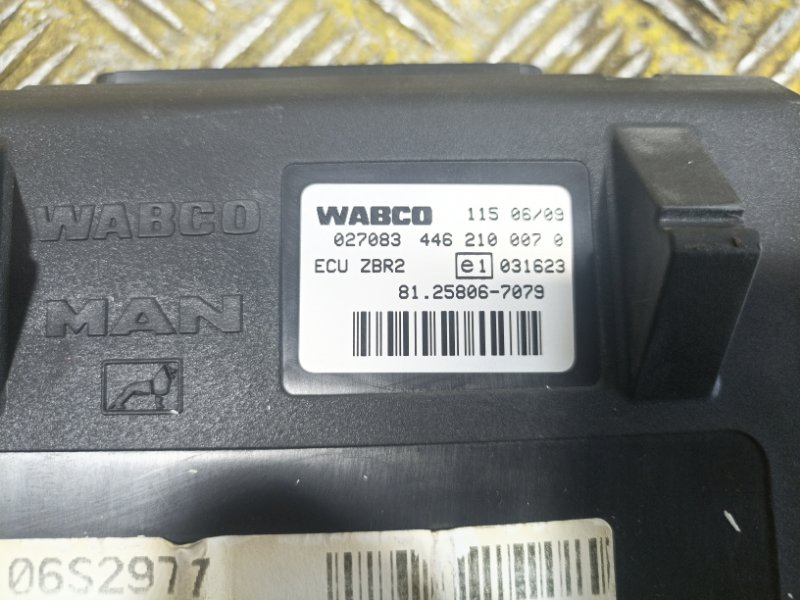 WABCO
MAN
WABCO 115 06/09
027083 446 210 007 0
ECU ZBR2 e1 031623
81.25806-7079
06S2977